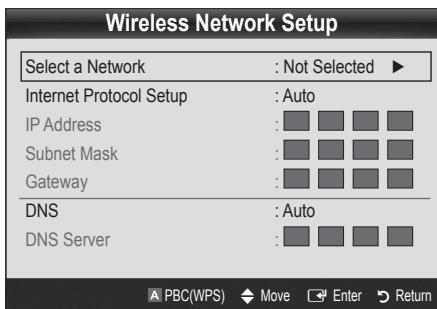 Wireless Network Setup
Select a Network : Not Selected ►
Internet Protocol Setup : Auto
IP Address :
Subnet Mask :
Gateway :
DNS : Auto
DNS Server :
A PBC(WPS) Move Enter Return